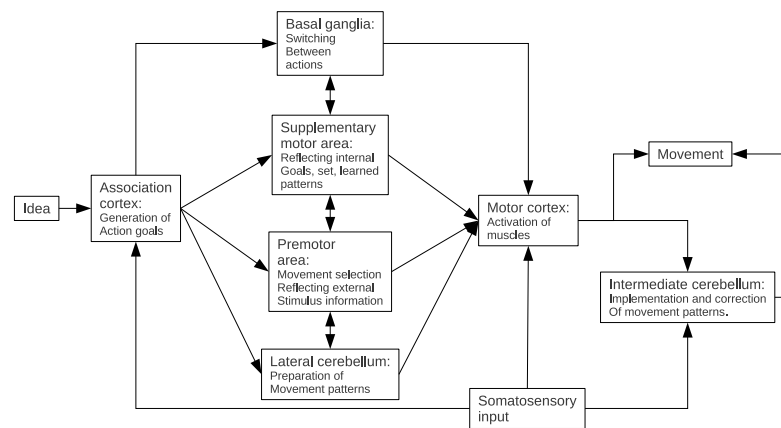 Basal ganglia:
Switching
Between
actions
Supplementary
motor area:
Reflecting internal
Goals, set, learned
patterns
Movement
Idea
Association
cortex:
Generation of
Action goals
Motor cortex:
Activation of
muscles
Premotor
area:
Movement selection
Reflecting external
Stimulus information
Intermediate cerebellum:
Implementation and correction
Of movement patterns.
Lateral cerebellum:
Preparation of
Movement patterns
Somatosensory
input